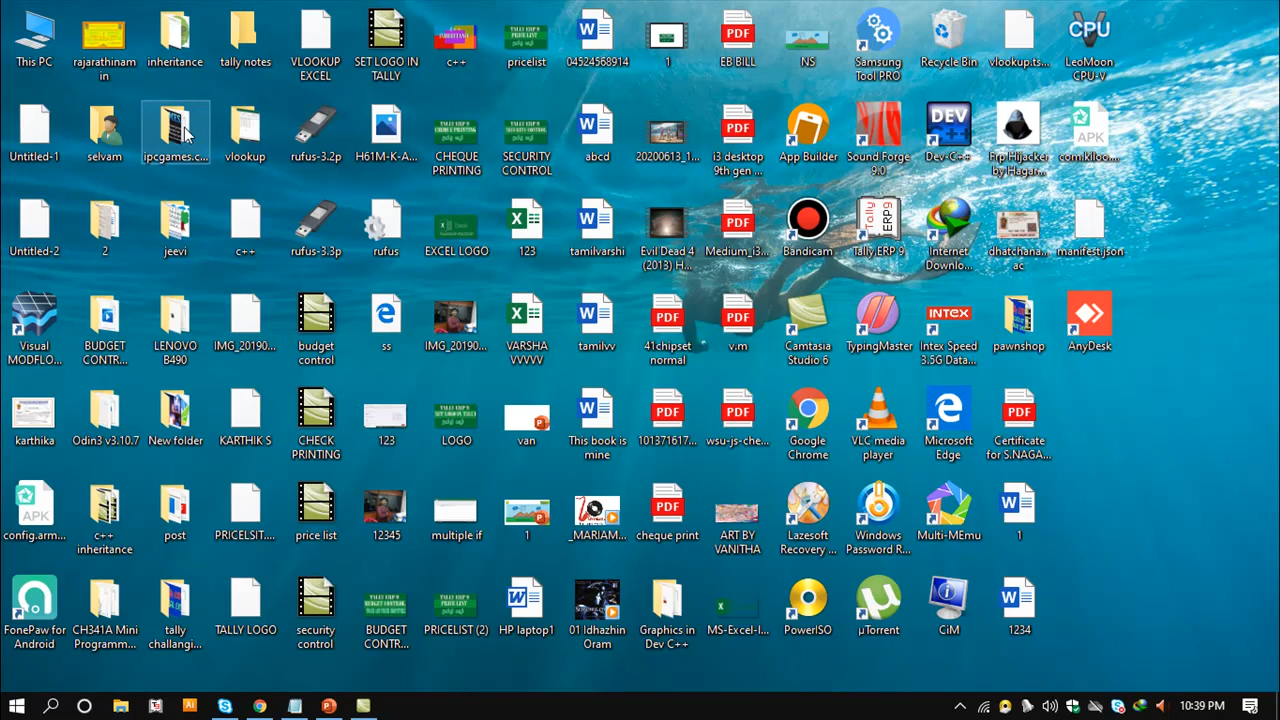 This PC
rajarathinam
in
inheritance
tally notes
VLOOKUP
EXCEL
SET LOGO IN
TALLY
c++
pricelist
04524568914
1
EB BILL
NS
Samsung
Tool PRO
Recycle Bin
vlookup.ts...
LeoMoon
CPU-V
Untitled-1
selvam
ipcgames.c...
vlookup
rufus-3.2p
H61M-K-A...
CHEQUE
PRINTING
SECURITY
CONTROL
abcd
20200613_1...
i3 desktop
9th gen ...
App Builder
Sound Forge
9.0
Dev-C++
Frp Hijacker
by Hagar...
com.kiloo....
Untitled-2
2
jeevi
c++
rufus-3.3p
rufus
EXCEL LOGO
123
tamilvarshi
Evil Dead 4
(2013) H...
Medium_i3...
Bandicam
Tally.ERP 9
Internet
Downlo...
dhatchana..
ac
manifest.json
Visual
MODFLO...
BUDGET
CONTR...
LENOVO
B490
IMG_20190...
budget
control
ss
IMG_20190...
VARSHA
VVVVV
tamilvv
41chipset
normal
v.m
Camtasia
Studio 6
TypingMaster
Intex Speed
3.5G Data...
pawnshop
AnyDesk
karthika
Odin3 v3.10.7
New folder
KARTHIK S
CHECK
PRINTING
123
LOGO
van
This book is
mine
101371617...
wsu-js-che...
Google
Chrome
VLC media
player
Microsoft
Edge
Certificate
for S.NAGA...
config.arm...
c++
inheritance
post
PRICELSIT....
price list
12345
multiple if
1
_MARIAM...
cheque print
ART BY
VANITHA
Lazesoft
Recovery ...
Windows
Password R...
Multi-MEmu
1
FonePaw for
Android
CH341A Mini
Programm...
tally
challangi...
TALLY LOGO
security
control
BUDGET
CONTR...
PRICELIST (2)
HP laptop1
01 Idhazhin
Oram
Graphics in
Dev C++
MS-Excel-I...
PowerISO
µTorrent
CiM
1234
10:39 PM